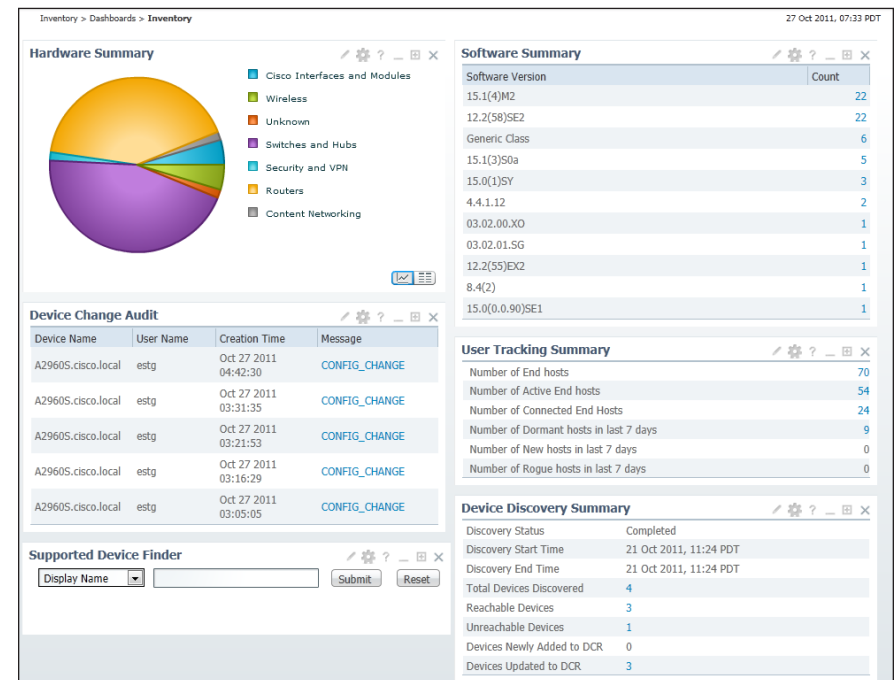 Inventory > Dashboards > Inventory
27 Oct 2011, 07:33 PDT
Hardware Summary
Cisco Interfaces and Modules
Wireless
Unknown
Switches and Hubs
Security and VPN
Routers
Content Networking
Device Change Audit
Device Name User Name Creation Time Message
A2960S.cisco.local estg Oct 27 2011 04:42:30 CONFIG_CHANGE
A2960S.cisco.local estg Oct 27 2011 03:31:35 CONFIG_CHANGE
A2960S.cisco.local estg Oct 27 2011 03:21:53 CONFIG_CHANGE
A2960S.cisco.local estg Oct 27 2011 03:16:29 CONFIG_CHANGE
A2960S.cisco.local estg Oct 27 2011 03:05:05 CONFIG_CHANGE
Supported Device Finder
Display Name Submit Reset
Software Summary
Software Version Count
15.1(4)M2 22
12.2(58)SE2 22
Generic Class 6
15.1(3)S0a 5
15.0(1)SY 3
4.4.1.12 2
03.02.00.XO 1
03.02.01.SG 1
12.2(55)EX2 1
8.4(2) 1
15.0(0.0.90)SE1 1
User Tracking Summary
Number of End hosts 70
Number of Active End hosts 54
Number of Connected End Hosts 24
Number of Dormant hosts in last 7 days 9
Number of New hosts in last 7 days 0
Number of Rogue hosts in last 7 days 0
Device Discovery Summary
Discovery Status Completed
Discovery Start Time 21 Oct 2011, 11:24 PDT
Discovery End Time 21 Oct 2011, 11:24 PDT
Total Devices Discovered 4
Reachable Devices 3
Unreachable Devices 1
Devices Newly Added to DCR 0
Devices Updated to DCR 3